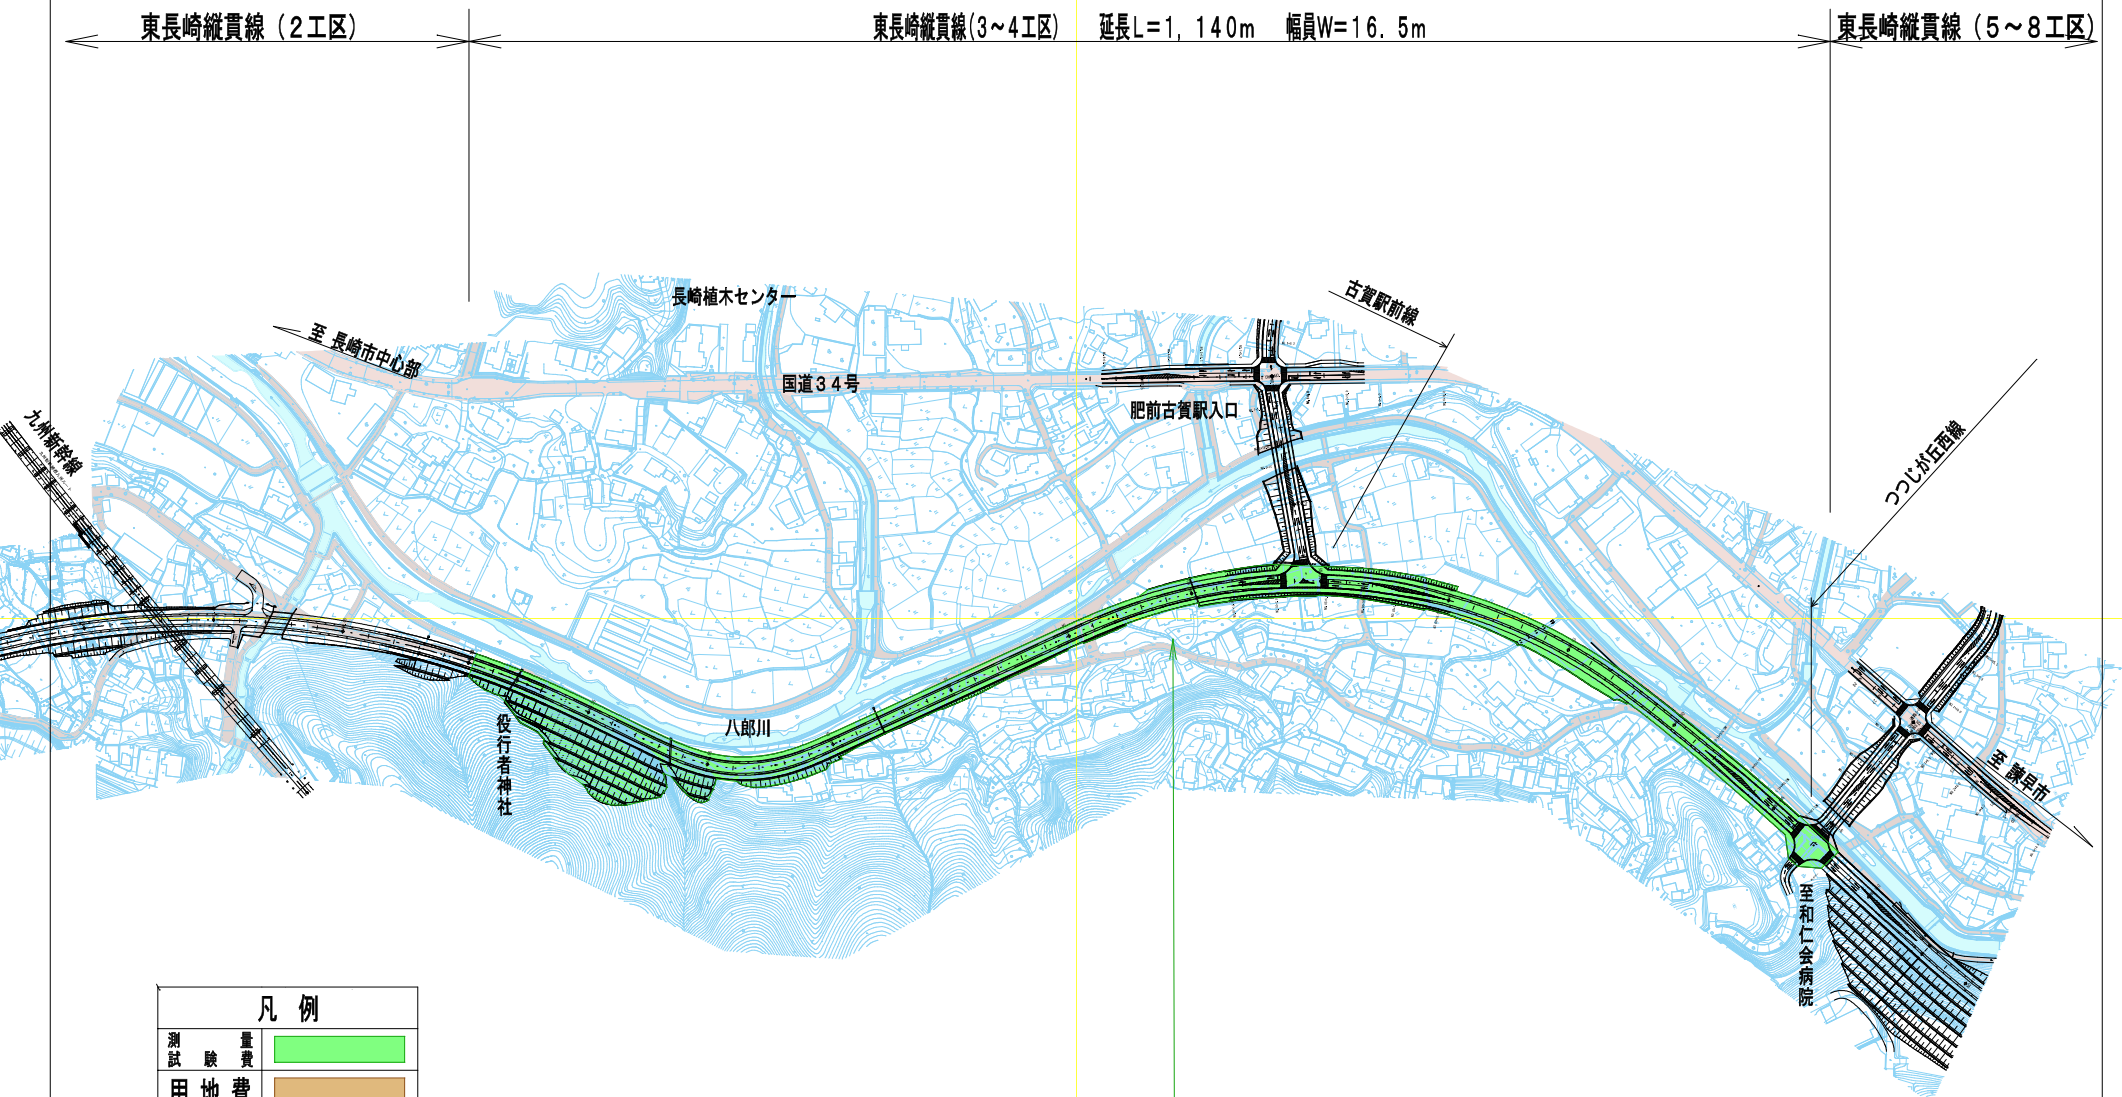 東長崎縦貫線（２工区）
東長崎縦貫線(３～４工区)　延長Ｌ＝１，１４０ｍ　幅員Ｗ＝１６．５ｍ
東長崎縦貫線（５～８工区）
長崎植木センター
古賀駅前線
至 長崎市中心部
国道３４号
肥前古賀駅入口
九州新幹線
つつじが丘西線
役行者神社
八郎川
至 諫早市
至和仁会病院
凡　例
測量
試験費
用地費